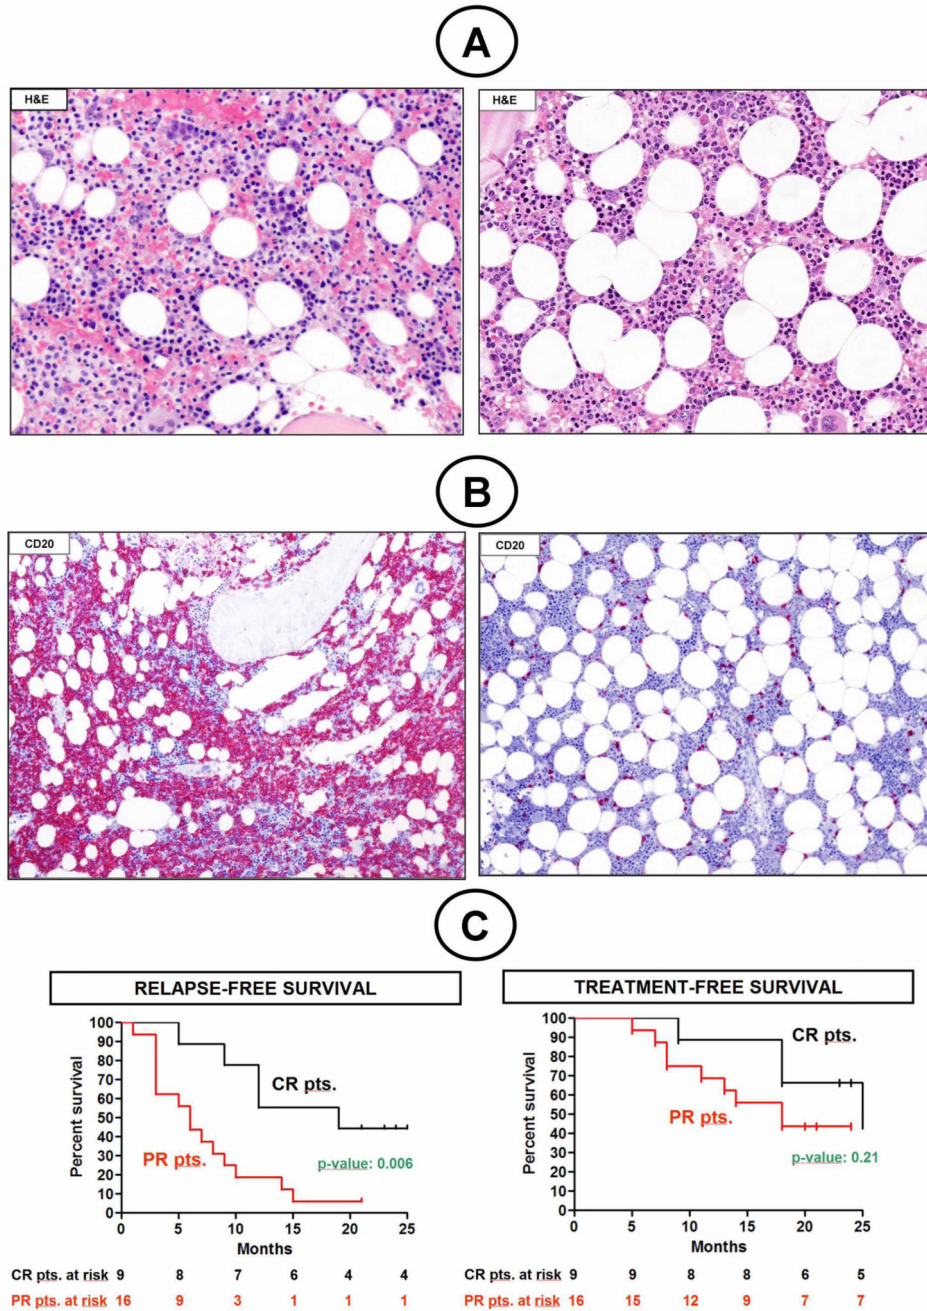 A
H&E
H&E
B
CD20
CD20
C
RELAPSE-FREE SURVIVAL
TREATMENT-FREE SURVIVAL
Percent survival
100
90
80
70
60
50
40
30
20
10
0
CR pts.
PR pts.
p-value: 0.006
0 5 10 15 20 25
Months
CR pts. at risk 9 8 7 6 4 4
PR pts. at risk 16 9 3 1 1 1
Percent survival
100
90
80
70
60
50
40
30
20
10
0
CR pts.
PR pts.
p-value: 0.21
0 5 10 15 20 25
Months
CR pts. at risk 9 9 8 8 6 5
PR pts. at risk 16 15 12 9 7 7